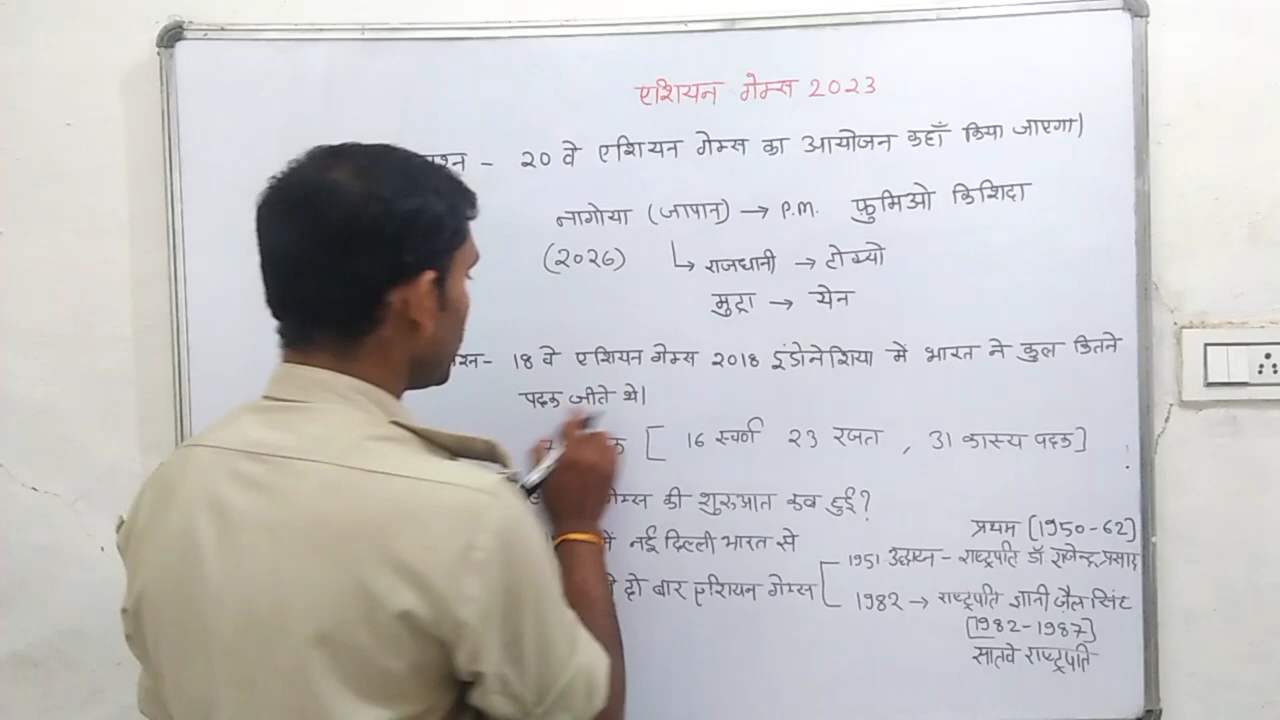 एशियन गेम्स 2023
प्रश्न - 20 वे एशियन गेम्स का आयोजन कहाँ किया जाएगा)
नागोया (जापान) → P.M. फ़ुमिओ किशिदा
(2026) ↳ राजधानी → टोक्यो
मुद्रा → येन
18 वे एशियन गेम्स 2018 इंडोनेशिया में भारत ने कुल कितने
पदक जीते थे।
[ 16 स्वर्ण 23 रजत , 31 कास्य पदक ]
गेम्स की शुरुआत कब हुई?
में नई दिल्ली भारत से
प्रथम [1950-62]
1951 उद्घाटन - राष्ट्रपति डॉ राजेन्द्र प्रसाद
दो बार एशियन गेम्स
1982 → राष्ट्रपति ज्ञानी ज़ैल सिंह
[1982-1987]
सातवे राष्ट्रपति